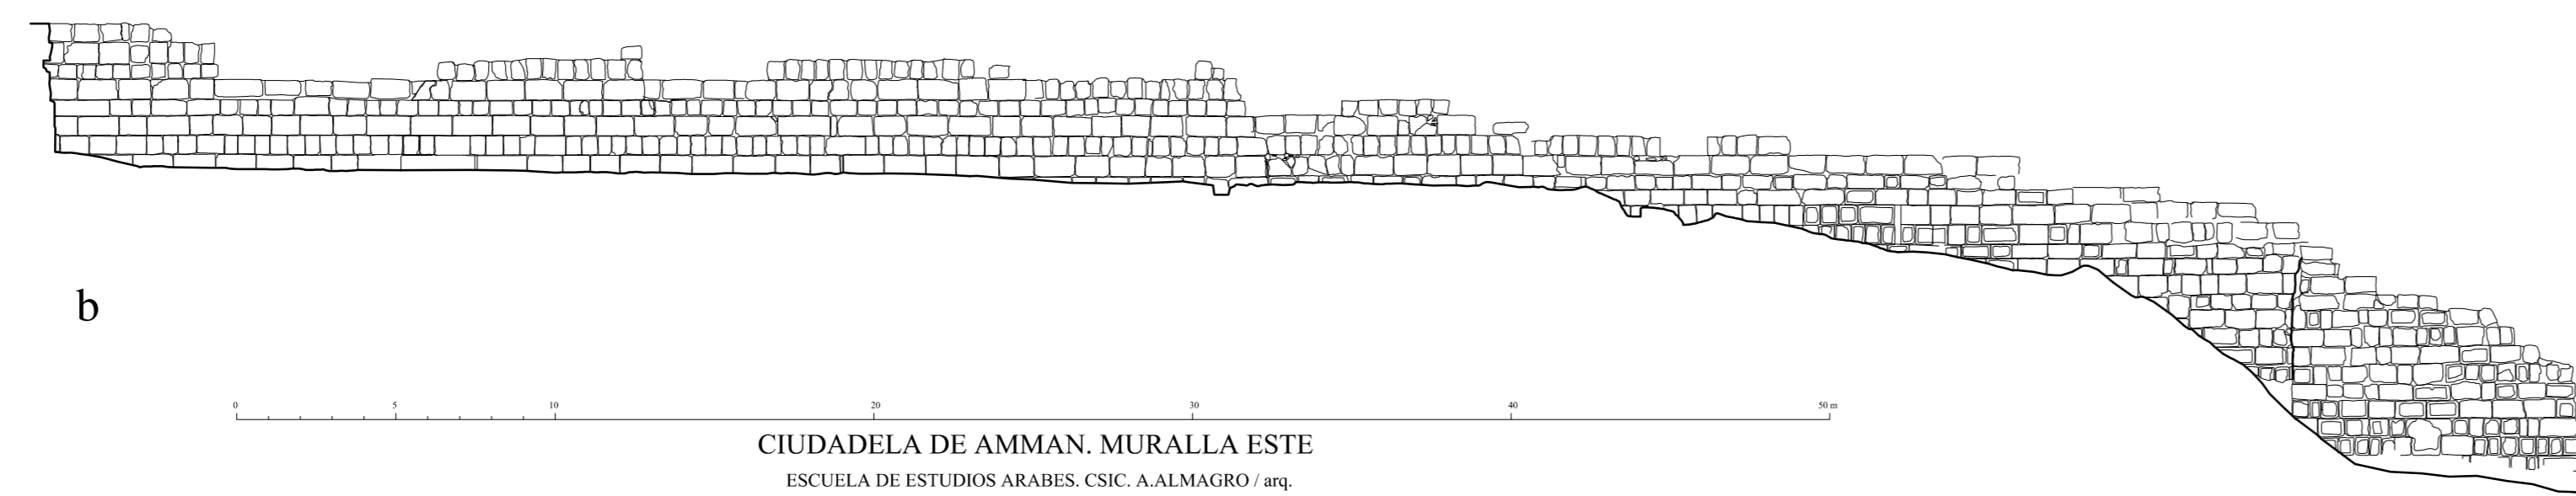 b
0 5 10 20 30 40 50 m
CIUDADELA DE AMMAN. MURALLA ESTE
ESCUELA DE ESTUDIOS ARABES. CSIC. A.ALMAGRO / arq.